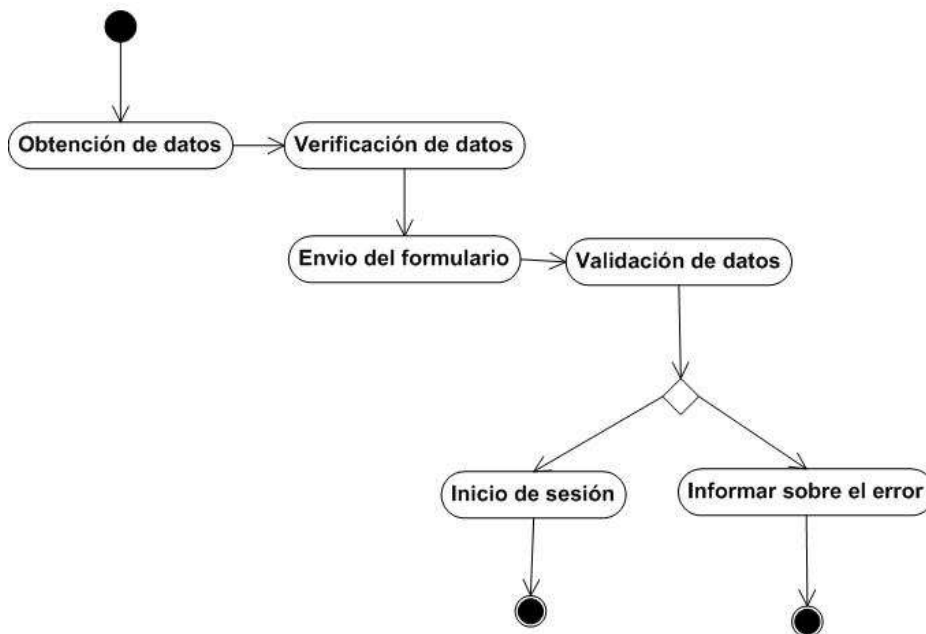 Obtención de datos
Verificación de datos
Envio del formulario
Validación de datos
Inicio de sesión
Informar sobre el error